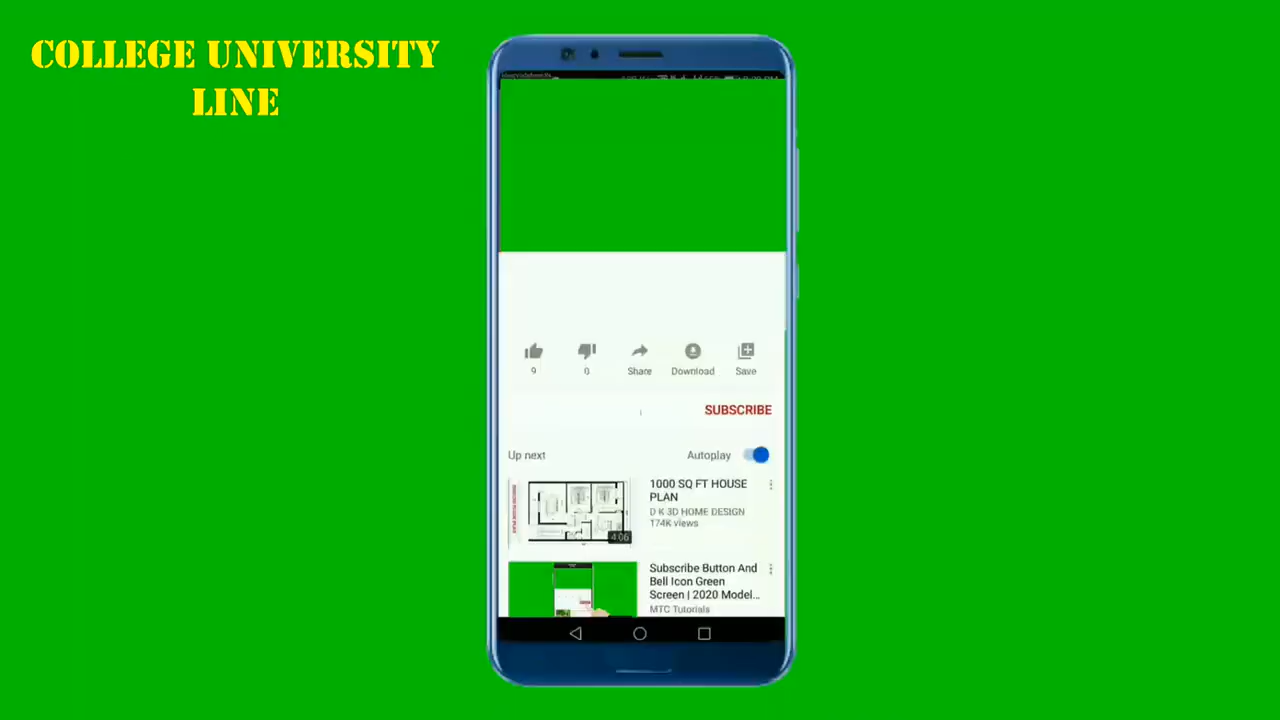 COLLEGE UNIVERSITY
LINE
9
0
Share
Download
Save
SUBSCRIBE
Up next
Autoplay
1000 SQ FT HOUSE
PLAN
D K 3D HOME DESIGN
174K views
4:06
Subscribe Button And
Bell Icon Green
Screen | 2020 Model...
MTC Tutorials